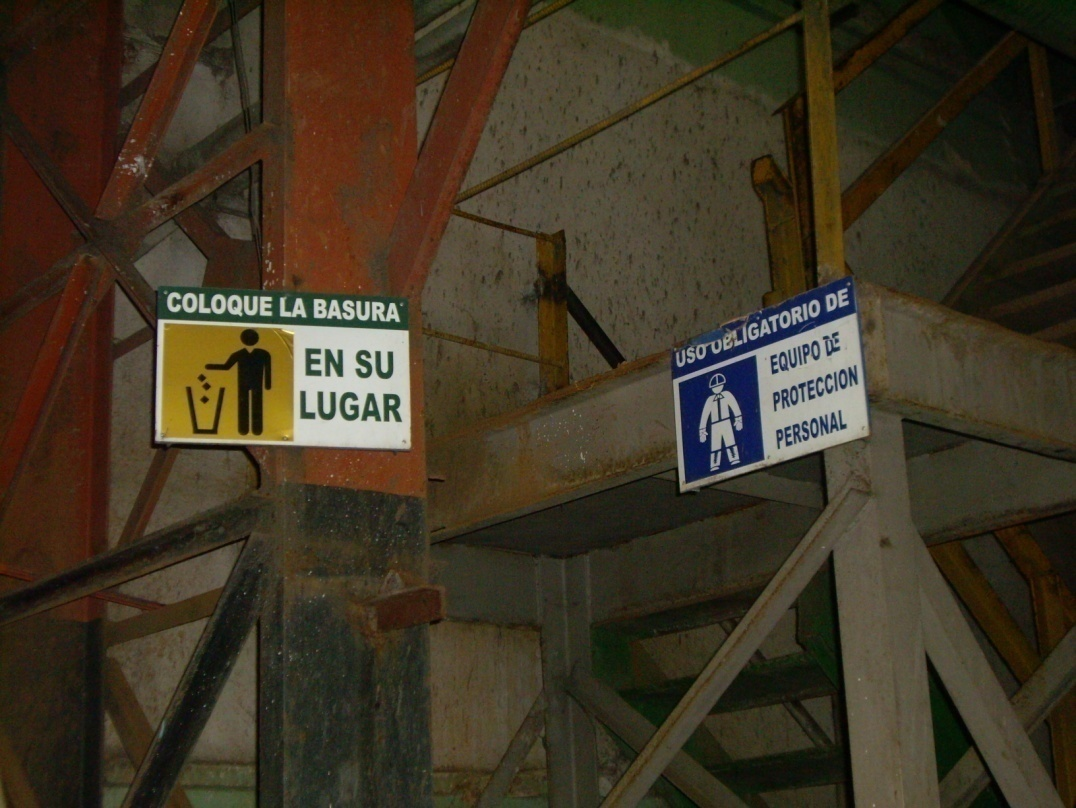 COLOQUE LA BASURA
EN SU
LUGAR
USO OBLIGATORIO DE
EQUIPO DE
PROTECCION
PERSONAL